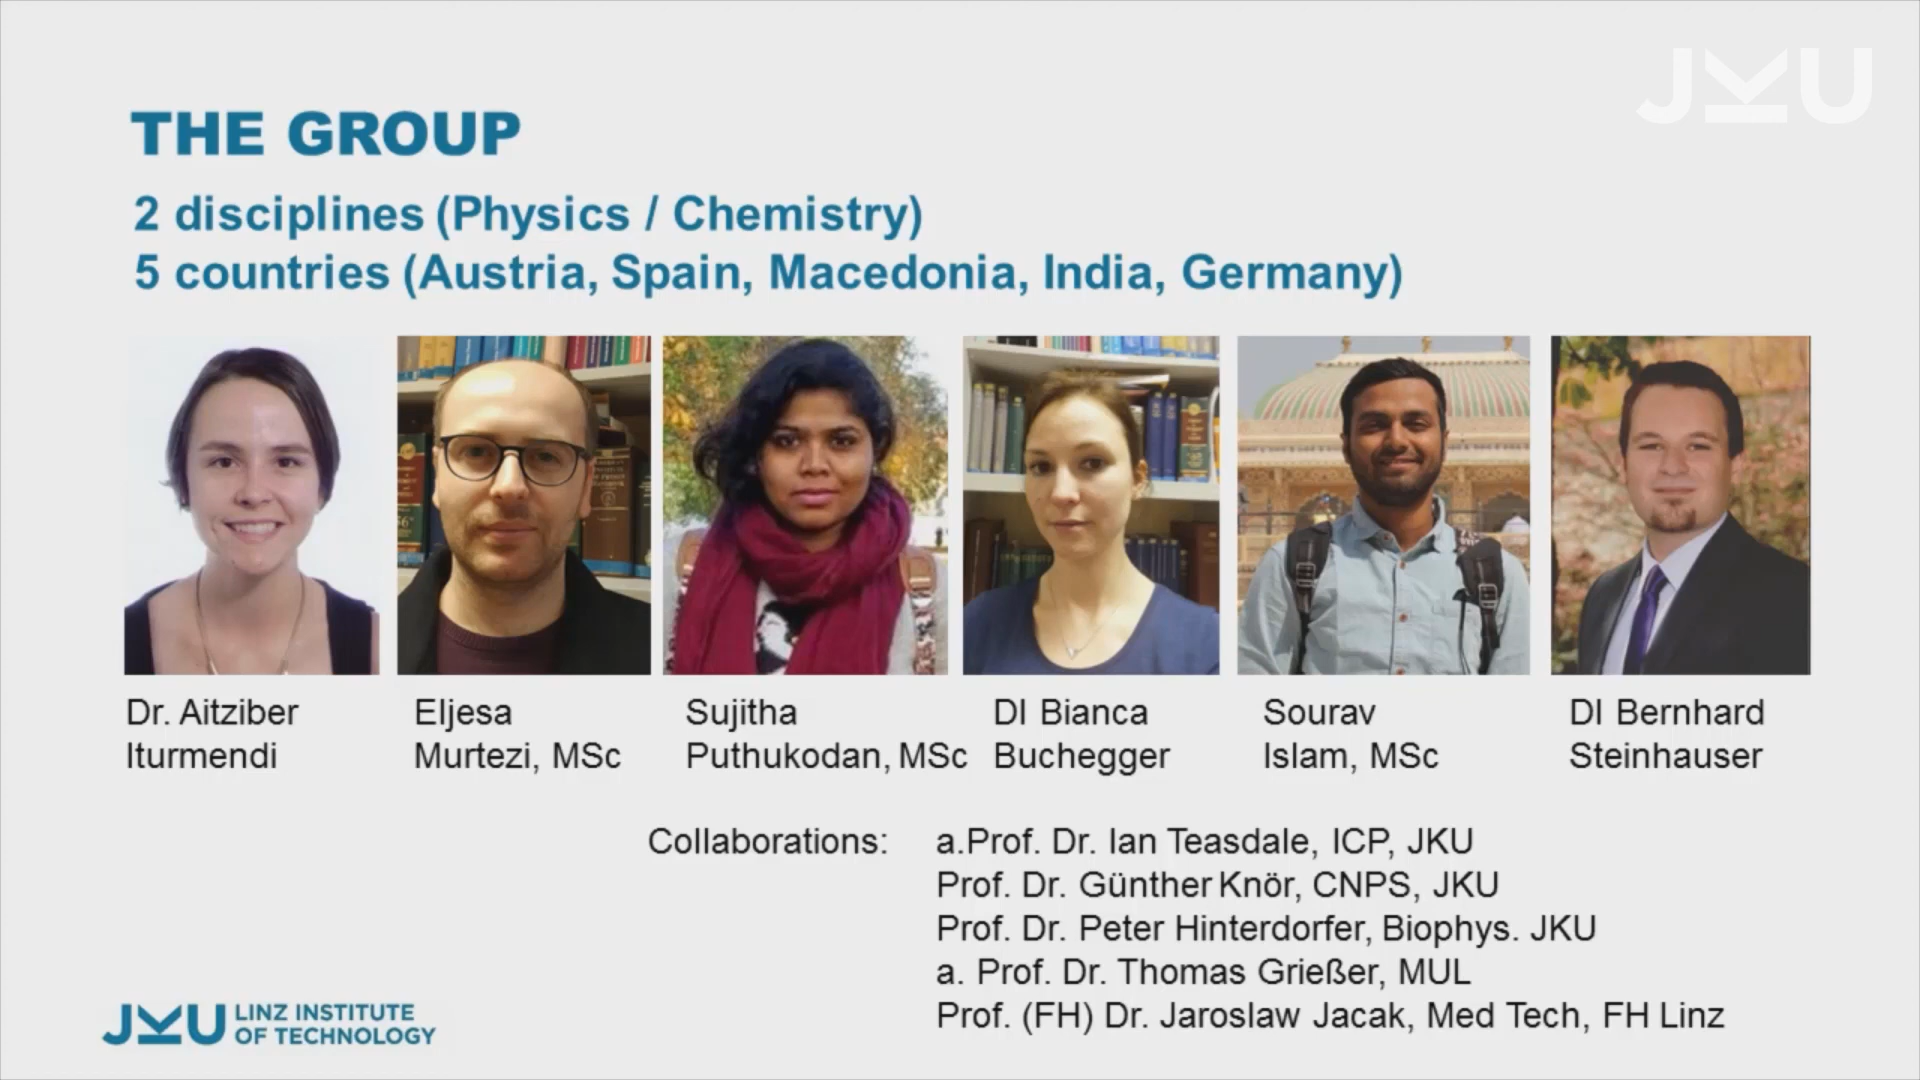 JKU
THE GROUP
2 disciplines (Physics / Chemistry)
5 countries (Austria, Spain, Macedonia, India, Germany)
Dr. Aitziber
Iturmendi
Eljesa
Murtezi, MSc
Sujitha
Puthukodan, MSc
DI Bianca
Buchegger
Sourav
Islam, MSc
DI Bernhard
Steinhauser
Collaborations:
a.Prof. Dr. Ian Teasdale, ICP, JKU
Prof. Dr. Günther Knör, CNPS, JKU
Prof. Dr. Peter Hinterdorfer, Biophys. JKU
a. Prof. Dr. Thomas Grießer, MUL
Prof. (FH) Dr. Jaroslaw Jacak, Med Tech, FH Linz
JKU LINZ INSTITUTE
OF TECHNOLOGY